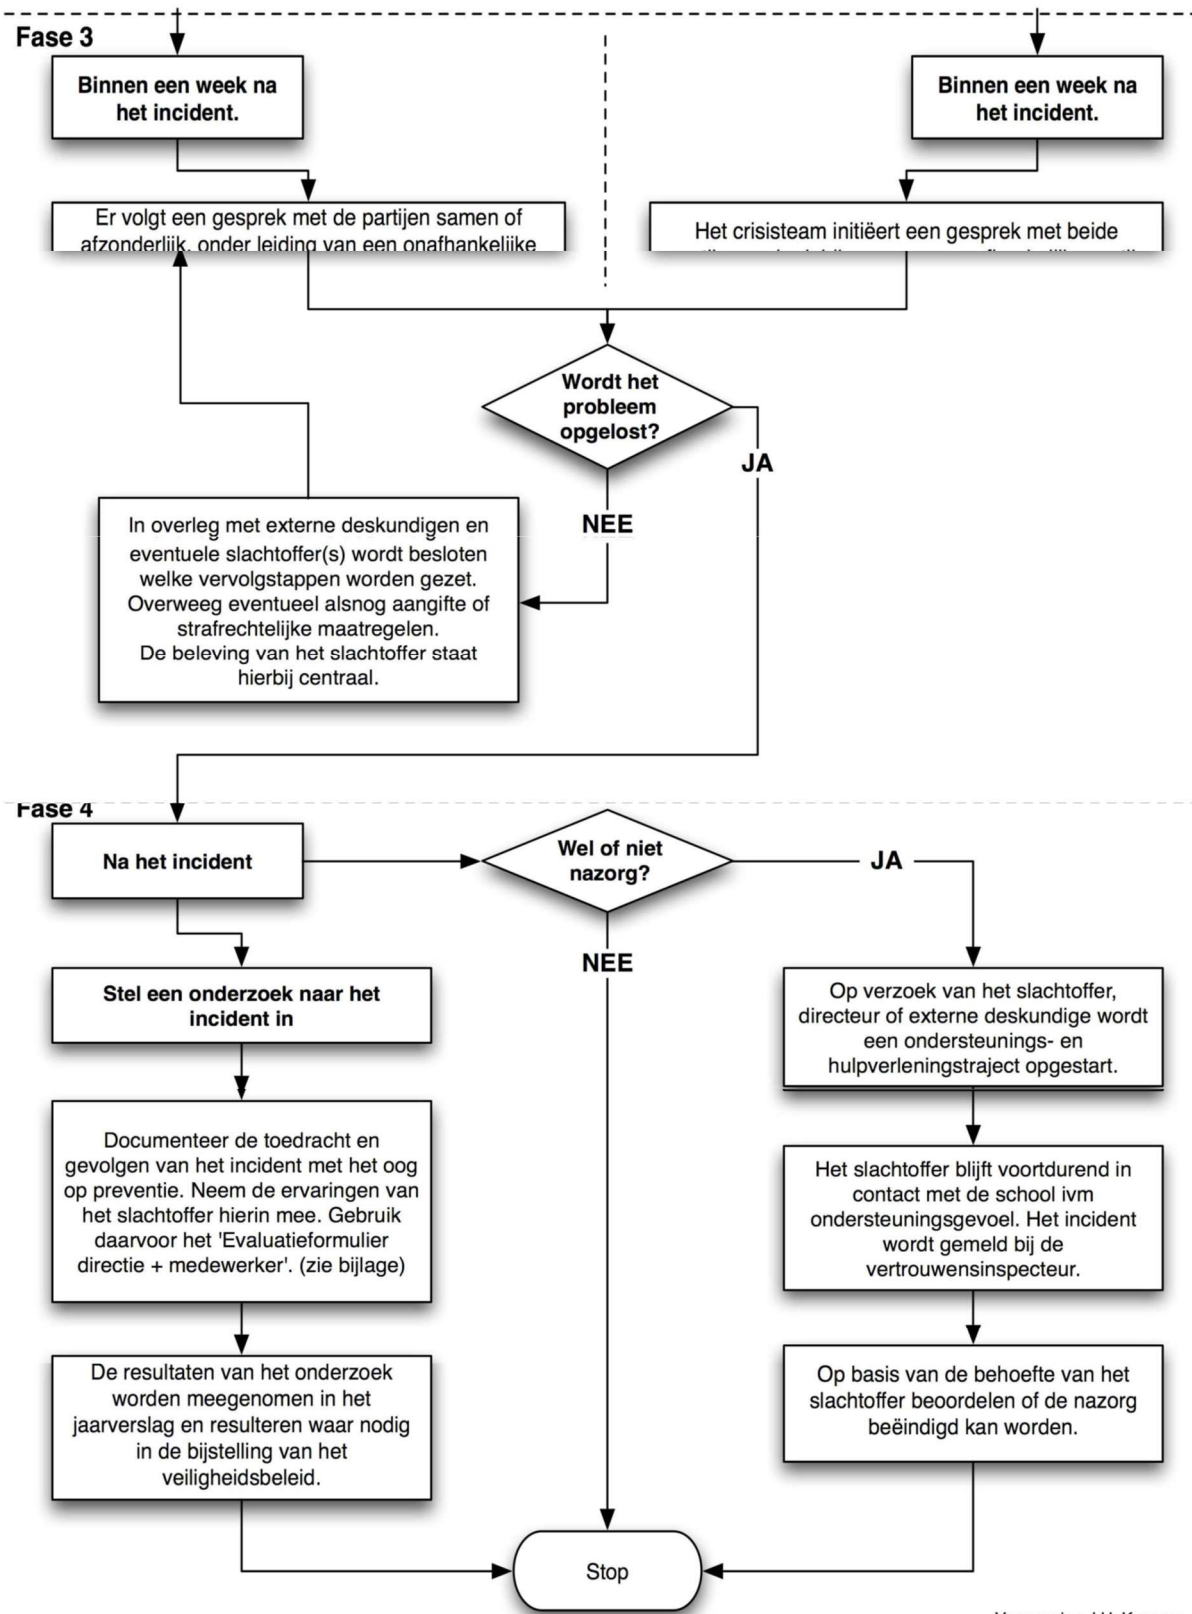 Fase 3
Binnen een week na
het incident.
Binnen een week na
het incident.
Er volgt een gesprek met de partijen samen of
afzonderlijk, onder leiding van een onafhankelijke
Het crisisteam initiëert een gesprek met beide
Wordt het
probleem
opgelost?
JA
NEE
In overleg met externe deskundigen en
eventuele slachtoffer(s) wordt besloten
welke vervolgstappen worden gezet.
Overweeg eventueel alsnog aangifte of
strafrechtelijke maatregelen.
De beleving van het slachtoffer staat
hierbij centraal.
Fase 4
Na het incident
Wel of niet
nazorg?
JA
NEE
Stel een onderzoek naar het
incident in
Op verzoek van het slachtoffer,
directeur of externe deskundige wordt
een ondersteunings- en
hulpverleningstraject opgestart.
Documenteer de toedracht en
gevolgen van het incident met het oog
op preventie. Neem de ervaringen van
het slachtoffer hierin mee. Gebruik
daarvoor het 'Evaluatieformulier
directie + medewerker'. (zie bijlage)
Het slachtoffer blijft voortdurend in
contact met de school ivm
ondersteuningsgevoel. Het incident
wordt gemeld bij de
vertrouwensinspecteur.
De resultaten van het onderzoek
worden meegenomen in het
jaarverslag en resulteren waar nodig
in de bijstelling van het
veiligheidsbeleid.
Op basis van de behoefte van het
slachtoffer beoordelen of de nazorg
beëindigd kan worden.
Stop